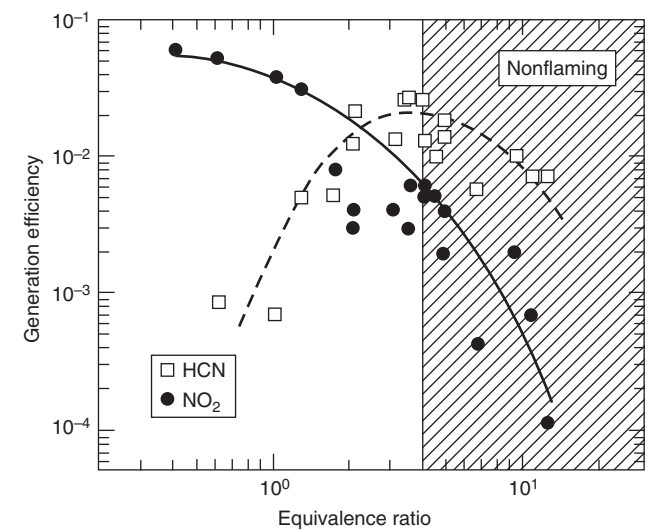 10⁻¹
Nonflaming
10⁻²
Generation efficiency
10⁻³
HCN
NO₂
10⁻⁴
10⁰
10¹
Equivalence ratio